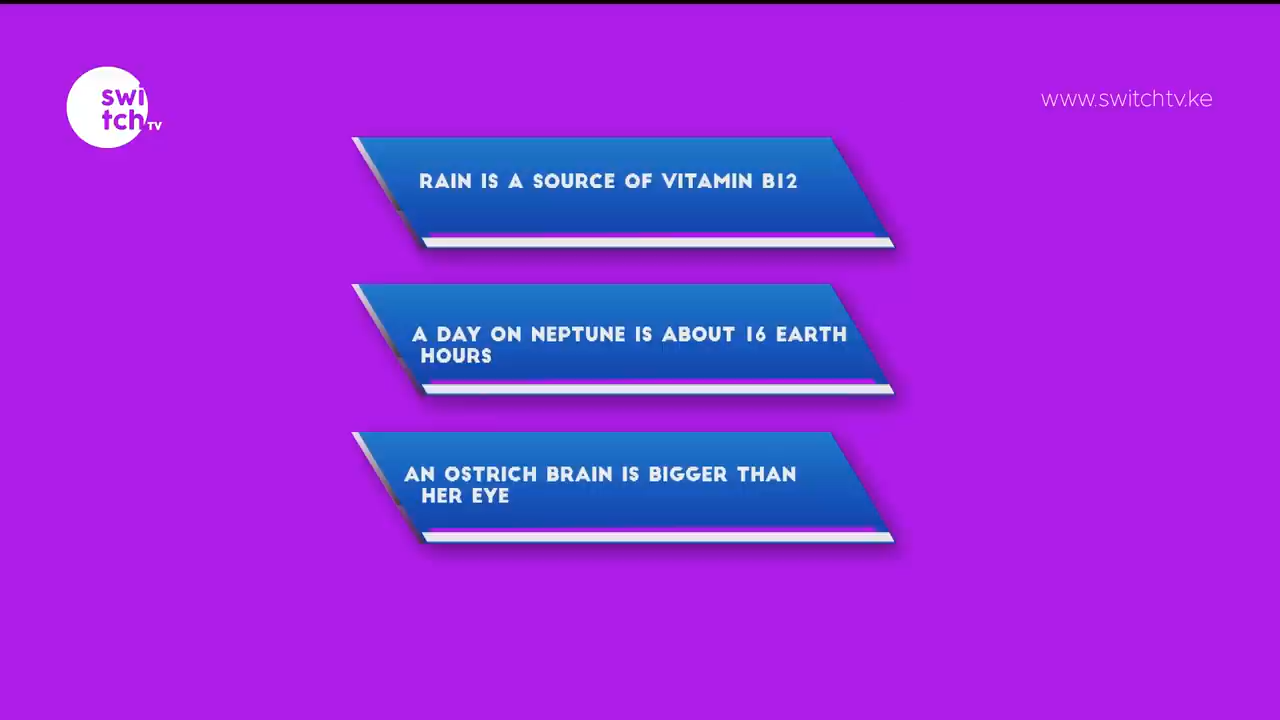 swi
tch TV
www.switchtv.ke
RAIN IS A SOURCE OF VITAMIN B12
A DAY ON NEPTUNE IS ABOUT 16 EARTH
HOURS
AN OSTRICH BRAIN IS BIGGER THAN
HER EYE